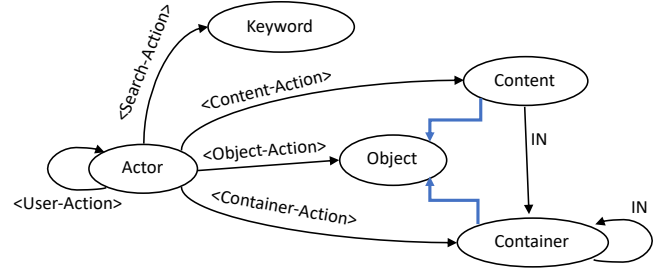 Keyword
<Search-Action>
<Content-Action>
Content
<Object-Action>
IN
Actor
Object
<User-Action>
<Container-Action>
IN
Container